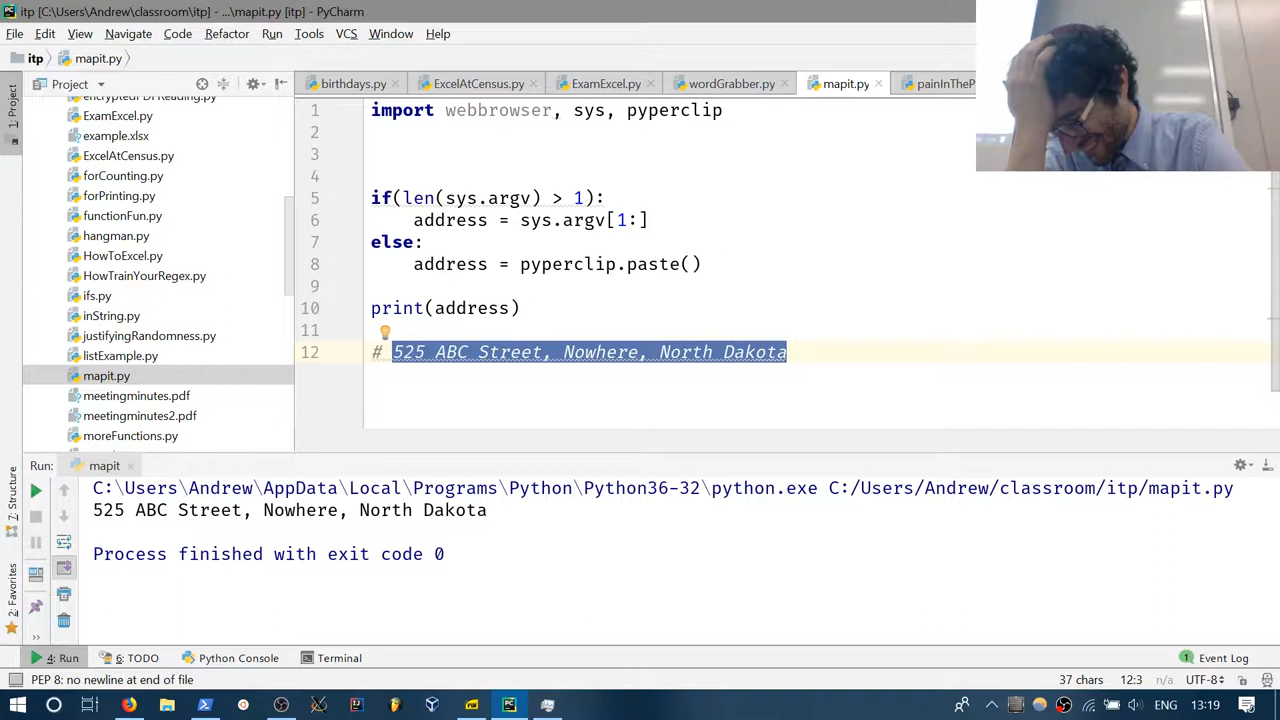 itp [C:\Users\Andrew\classroom\itp] - ...\mapit.py [itp] - PyCharm
File Edit View Navigate Code Refactor Run Tools VCS Window Help
itp mapit.py
1: Project
Project
birthdays.py ExcelAtCensus.py ExamExcel.py wordGrabber.py mapit.py painInTheP
ExamExcel.py
example.xlsx
ExcelAtCensus.py
forCounting.py
forPrinting.py
functionFun.py
hangman.py
HowToExcel.py
HowTrainYourRegex.py
ifs.py
inString.py
justifyingRandomness.py
listExample.py
mapit.py
meetingminutes.pdf
meetingminutes2.pdf
moreFunctions.py
1 import webbrowser, sys, pyperclip
2
3
4
5 if(len(sys.argv) > 1):
6 address = sys.argv[1:]
7 else:
8 address = pyperclip.paste()
9
10 print(address)
11
12 # 525 ABC Street, Nowhere, North Dakota
Run: mapit
7: Structure
2: Favorites
C:\Users\Andrew\AppData\Local\Programs\Python\Python36-32\python.exe C:/Users/Andrew/classroom/itp/mapit.py
525 ABC Street, Nowhere, North Dakota
Process finished with exit code 0
4: Run 6: TODO Python Console Terminal 1 Event Log
PEP 8: no newline at end of file 37 chars 12:3 n/a UTF-8
ENG 13:19